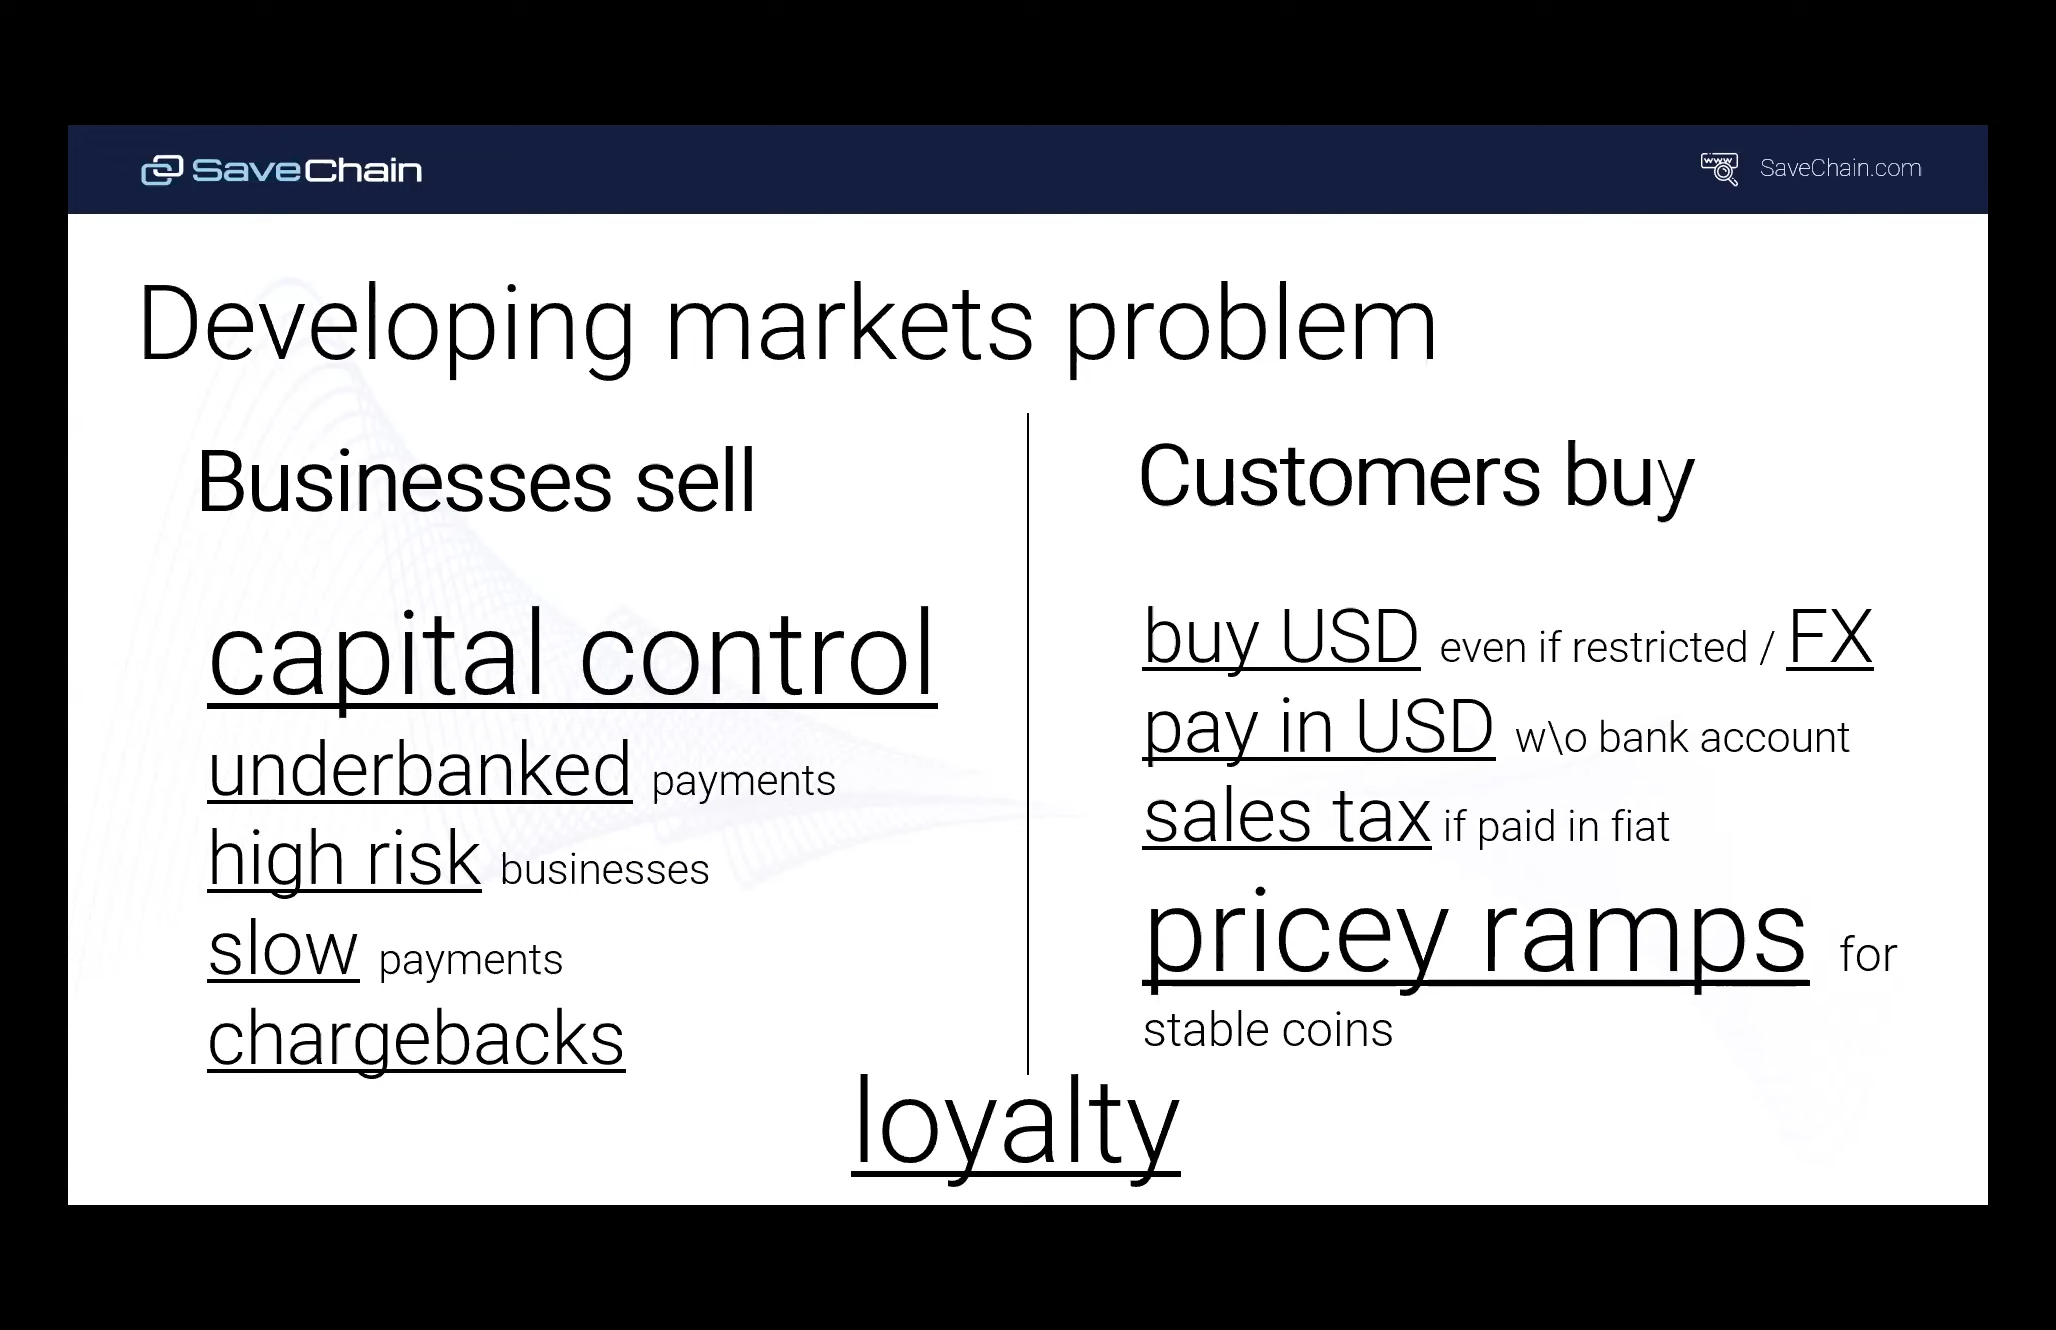 SaveChain
www
SaveChain.com
Developing markets problem
Businesses sell
capital control
underbanked payments
high risk businesses
slow payments
chargebacks
Customers buy
buy USD even if restricted / FX
pay in USD w\o bank account
sales tax if paid in fiat
pricey ramps for
stable coins
loyalty